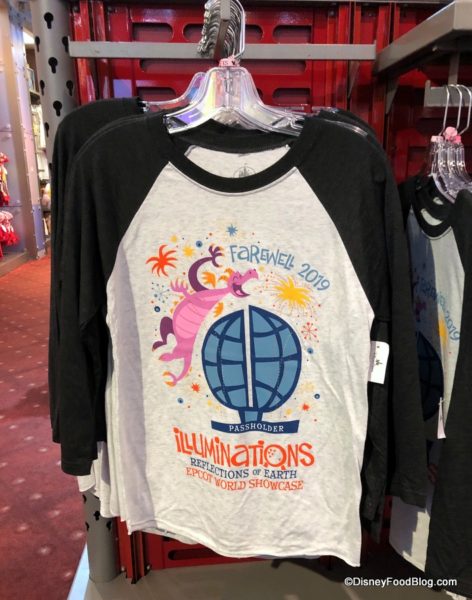 FAREWELL 2019
PASSHOLDER
ILLUMINATIONS
REFLECTIONS OF EARTH
EPCOT WORLD SHOWCASE
©DisneyFoodBlog.com